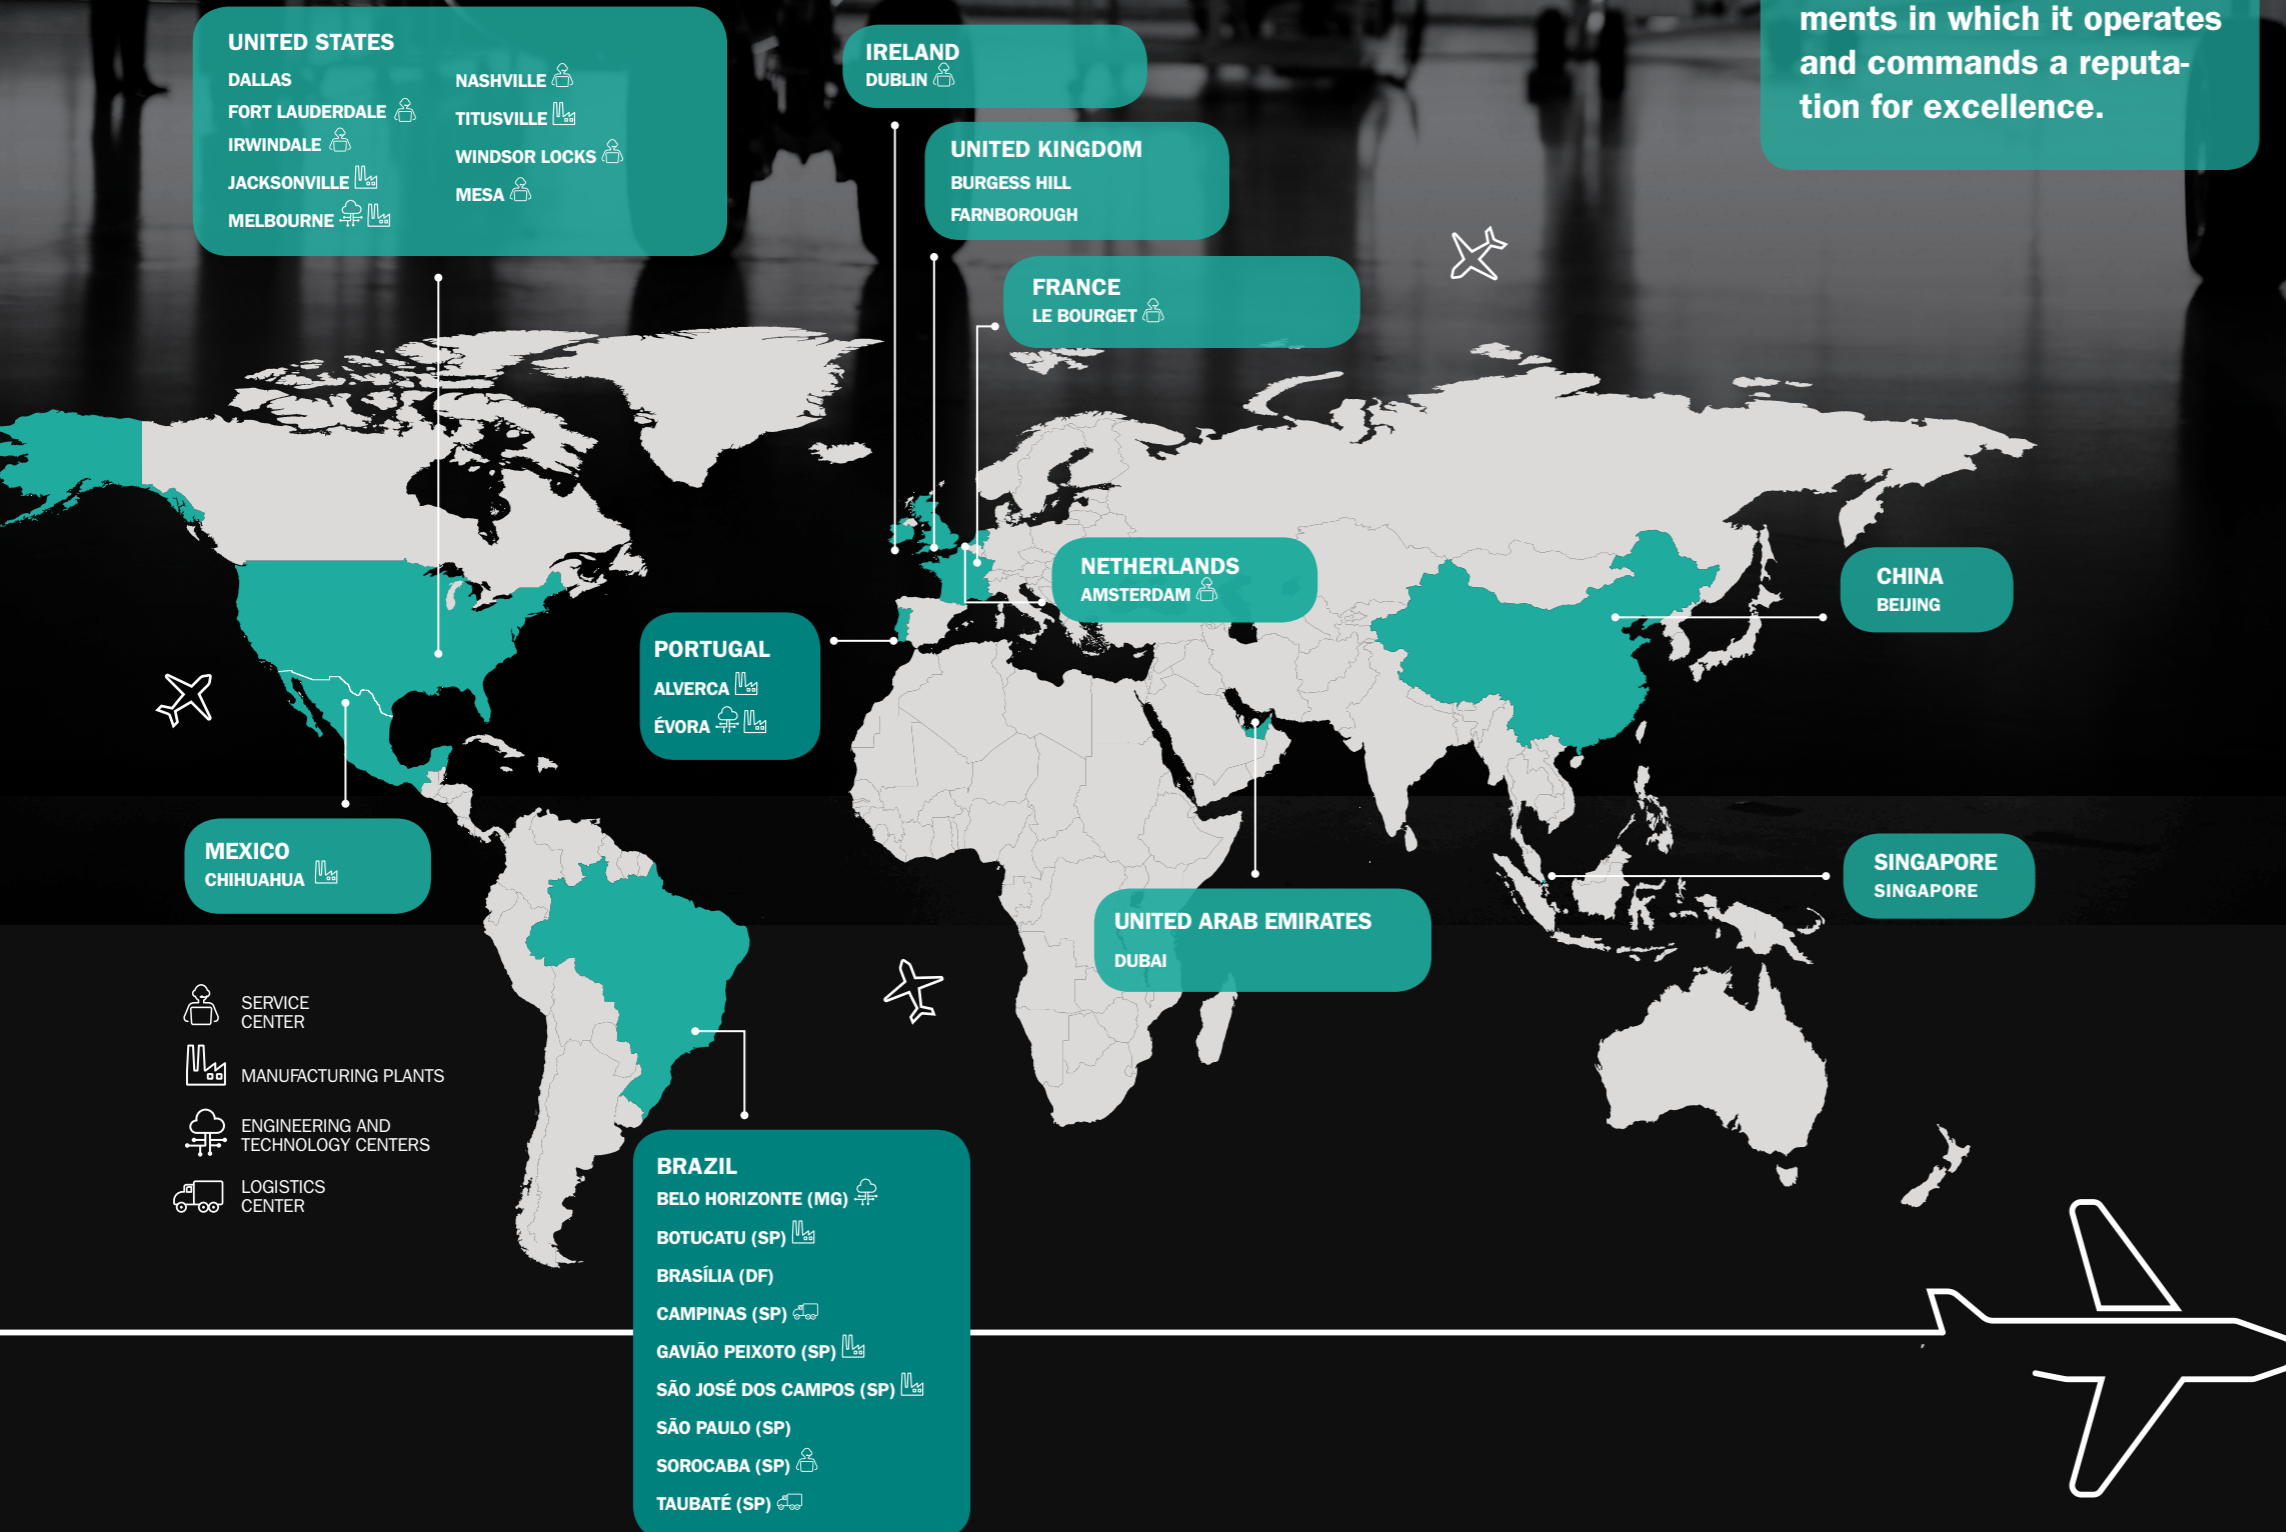 ments in which it operates
and commands a reputa-
tion for excellence.
UNITED STATES
DALLAS
FORT LAUDERDALE
IRWINDALE
JACKSONVILLE
MELBOURNE
NASHVILLE
TITUSVILLE
WINDSOR LOCKS
MESA
IRELAND
DUBLIN
UNITED KINGDOM
BURGESS HILL
FARNBOROUGH
FRANCE
LE BOURGET
NETHERLANDS
AMSTERDAM
CHINA
BEIJING
PORTUGAL
ALVERCA
ÉVORA
MEXICO
CHIHUAHUA
SINGAPORE
SINGAPORE
UNITED ARAB EMIRATES
DUBAI
SERVICE
CENTER
MANUFACTURING PLANTS
ENGINEERING AND
TECHNOLOGY CENTERS
LOGISTICS
CENTER
BRAZIL
BELO HORIZONTE (MG)
BOTUCATU (SP)
BRASÍLIA (DF)
CAMPINAS (SP)
GAVIÃO PEIXOTO (SP)
SÃO JOSÉ DOS CAMPOS (SP)
SÃO PAULO (SP)
SOROCABA (SP)
TAUBATÉ (SP)